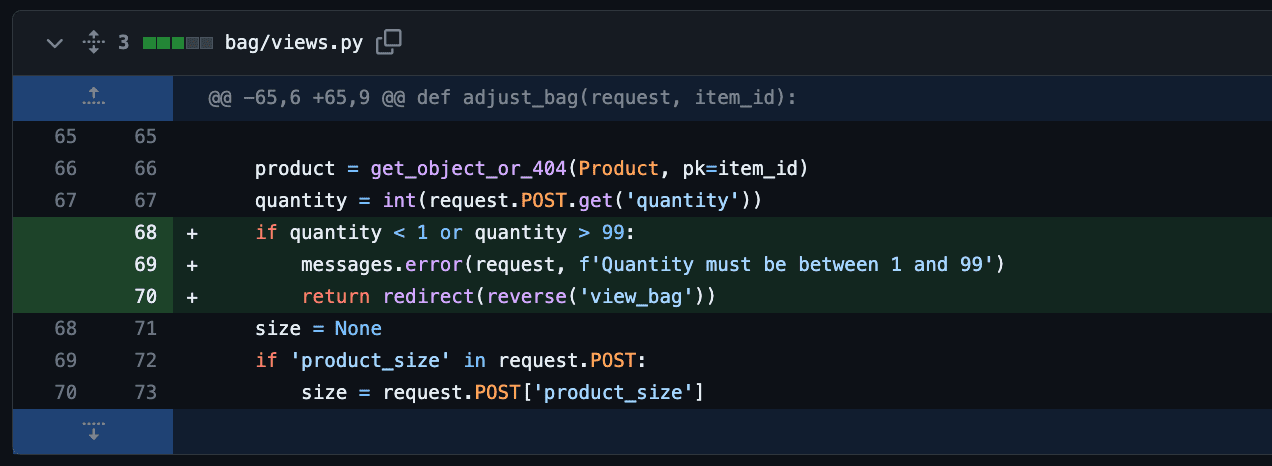 3 bag/views.py
@@ -65,6 +65,9 @@ def adjust_bag(request, item_id):
65 65
66 66 product = get_object_or_404(Product, pk=item_id)
67 67 quantity = int(request.POST.get('quantity'))
68 + if quantity < 1 or quantity > 99:
69 + messages.error(request, f'Quantity must be between 1 and 99')
70 + return redirect(reverse('view_bag'))
68 71 size = None
69 72 if 'product_size' in request.POST:
70 73 size = request.POST['product_size']